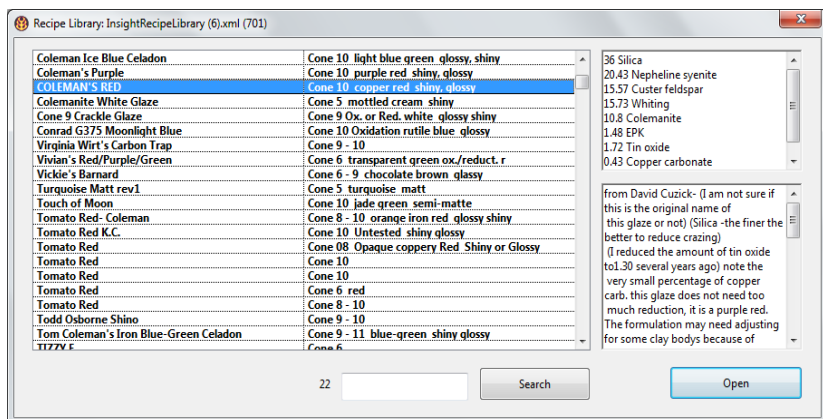 Recipe Library: InsightRecipeLibrary (6).xml (701)
Coleman Ice Blue Celadon Cone 10 light blue green glossy, shiny
Coleman's Purple Cone 10 purple red shiny, glossy
COLEMAN'S RED Cone 10 copper red shiny, glossy
Colemanite White Glaze Cone 5 mottled cream shiny
Cone 9 Crackle Glaze Cone 9 Ox. or Red. white glossy shiny
Conrad G375 Moonlight Blue Cone 10 Oxidation rutile blue glossy
Virginia Wirt's Carbon Trap Cone 9 - 10
Vivian's Red/Purple/Green Cone 6 transparent green ox./reduct. r
Vickie's Barnard Cone 6 - 9 chocolate brown glassy
Turquoise Matt rev1 Cone 5 turquoise matt
Touch of Moon Cone 10 jade green semi-matte
Tomato Red- Coleman Cone 8 - 10 orange iron red glossy shiny
Tomato Red K.C. Cone 10 Untested shiny glossy
Tomato Red Cone 08 Opaque coppery Red Shiny or Glossy
Tomato Red Cone 10
Tomato Red Cone 10
Tomato Red Cone 6 red
Tomato Red Cone 8 - 10
Todd Osborne Shino Cone 9 - 10
Tom Coleman's Iron Blue-Green Celadon Cone 9 - 11 blue-green shiny glossy
TIZZY F Cone 6
36 Silica
20.43 Nepheline syenite
15.57 Custer feldspar
15.73 Whiting
10.8 Colemanite
1.48 EPK
1.72 Tin oxide
0.43 Copper carbonate
from David Cuzick- (I am not sure if
this is the original name of
this glaze or not) (Silica -the finer the
better to reduce crazing)
(I reduced the amount of tin oxide
to1.30 several years ago) note the
very small percentage of copper
carb. this glaze does not need too
much reduction, it is a purple red.
The formulation may need adjusting
for some clay bodys because of
22 Search Open